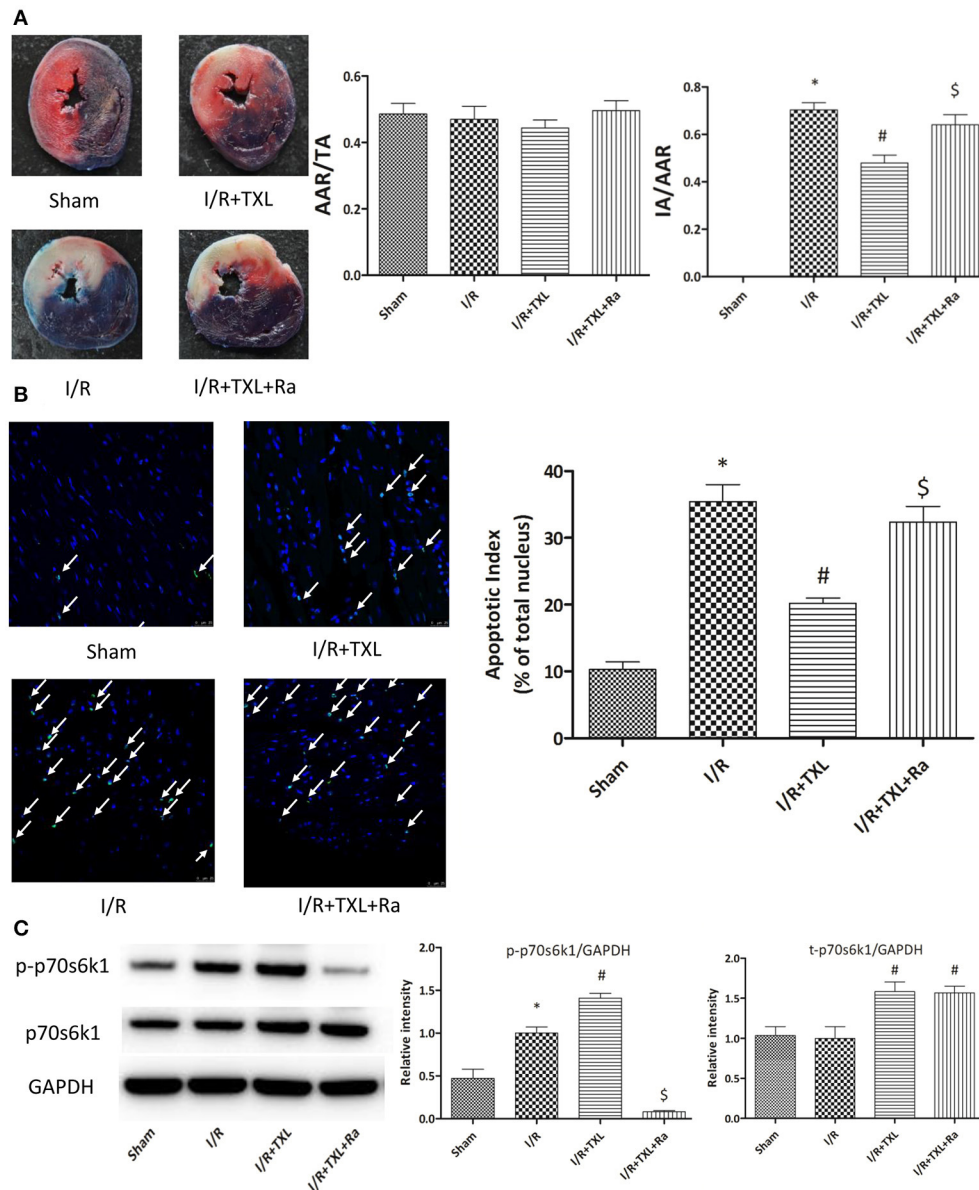 A
Sham
I/R+TXL
I/R
I/R+TXL+Ra
AAR/TA
0.6
0.4
0.2
0.0
Sham
I/R
I/R+TXL
I/R+TXL+Ra
IA/AAR
0.8
0.6
0.4
0.2
0.0
*
#
$
Sham
I/R
I/R+TXL
I/R+TXL+Ra
B
Sham
I/R+TXL
I/R
I/R+TXL+Ra
Apoptotic Index
(% of total nucleus)
40
30
20
10
0
*
#
$
Sham
I/R
I/R+TXL
I/R+TXL+Ra
C
p-p70s6k1
p70s6k1
GAPDH
Sham
I/R
I/R+TXL
I/R+TXL+Ra
p-p70s6k1/GAPDH
Relative intensity
2.0
1.5
1.0
0.5
0.0
*
#
$
Sham
I/R
I/R+TXL
I/R+TXL+Ra
t-p70s6k1/GAPDH
Relative intensity
2.0
1.5
1.0
0.5
0.0
#
#
Sham
I/R
I/R+TXL
I/R+TXL+Ra